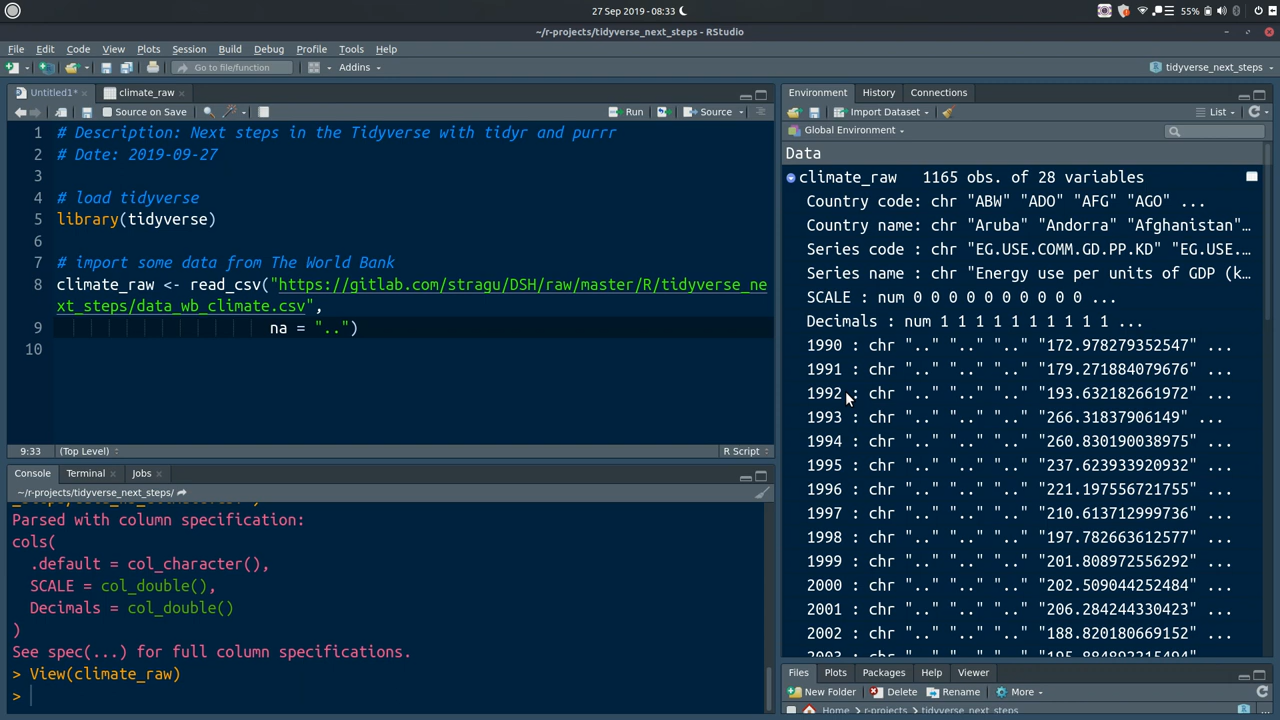 27 Sep 2019 - 08:33
55%
~/r-projects/tidyverse_next_steps - RStudio
File Edit Code View Plots Session Build Debug Profile Tools Help
Go to file/function Addins tidyverse_next_steps
Untitled1* climate_raw
Source on Save Run Source
1 # Description: Next steps in the Tidyverse with tidyr and purrr
2 # Date: 2019-09-27
3
4 # load tidyverse
5 library(tidyverse)
6
7 # import some data from The World Bank
8 climate_raw <- read_csv("https://gitlab.com/stragu/DSH/raw/master/R/tidyverse_ne
xt_steps/data_wb_climate.csv",
9 na = "..")
10
9:33 (Top Level) R Script
Console Terminal Jobs
~/r-projects/tidyverse_next_steps/
Parsed with column specification:
cols(
.default = col_character(),
SCALE = col_double(),
Decimals = col_double()
)
See spec(...) for full column specifications.
> View(climate_raw)
>
Environment History Connections
Import Dataset List
Global Environment
Data
climate_raw 1165 obs. of 28 variables
Country code: chr "ABW" "ADO" "AFG" "AGO" ...
Country name: chr "Aruba" "Andorra" "Afghanistan"…
Series code : chr "EG.USE.COMM.GD.PP.KD" "EG.USE.…
Series name : chr "Energy use per units of GDP (k…
SCALE : num 0 0 0 0 0 0 0 0 0 0 ...
Decimals : num 1 1 1 1 1 1 1 1 1 1 ...
1990 : chr ".." ".." ".." "172.978279352547" ...
1991 : chr ".." ".." ".." "179.271884079676" ...
1992 : chr ".." ".." ".." "193.632182661972" ...
1993 : chr ".." ".." ".." "266.31837906149" ...
1994 : chr ".." ".." ".." "260.830190038975" ...
1995 : chr ".." ".." ".." "237.623933920932" ...
1996 : chr ".." ".." ".." "221.197556721755" ...
1997 : chr ".." ".." ".." "210.613712999736" ...
1998 : chr ".." ".." ".." "197.782663612577" ...
1999 : chr ".." ".." ".." "201.808972556292" ...
2000 : chr ".." ".." ".." "202.509044252484" ...
2001 : chr ".." ".." ".." "206.284244330423" ...
2002 : chr ".." ".." ".." "188.820180669152" ...
Files Plots Packages Help Viewer
New Folder Delete Rename More
Home r-projects tidyverse_next_steps